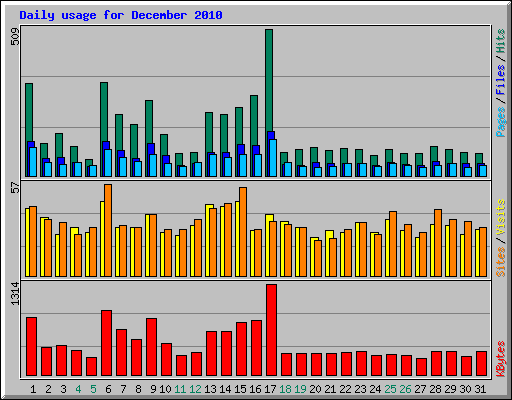 Daily usage for December 2010
509
57
1314
Pages / Files / Hits
Sites / Visits
KBytes
1 2 3 4 5 6 7 8 9 10 11 12 13 14 15 16 17 18 19 20 21 22 23 24 25 26 27 28 29 30 31